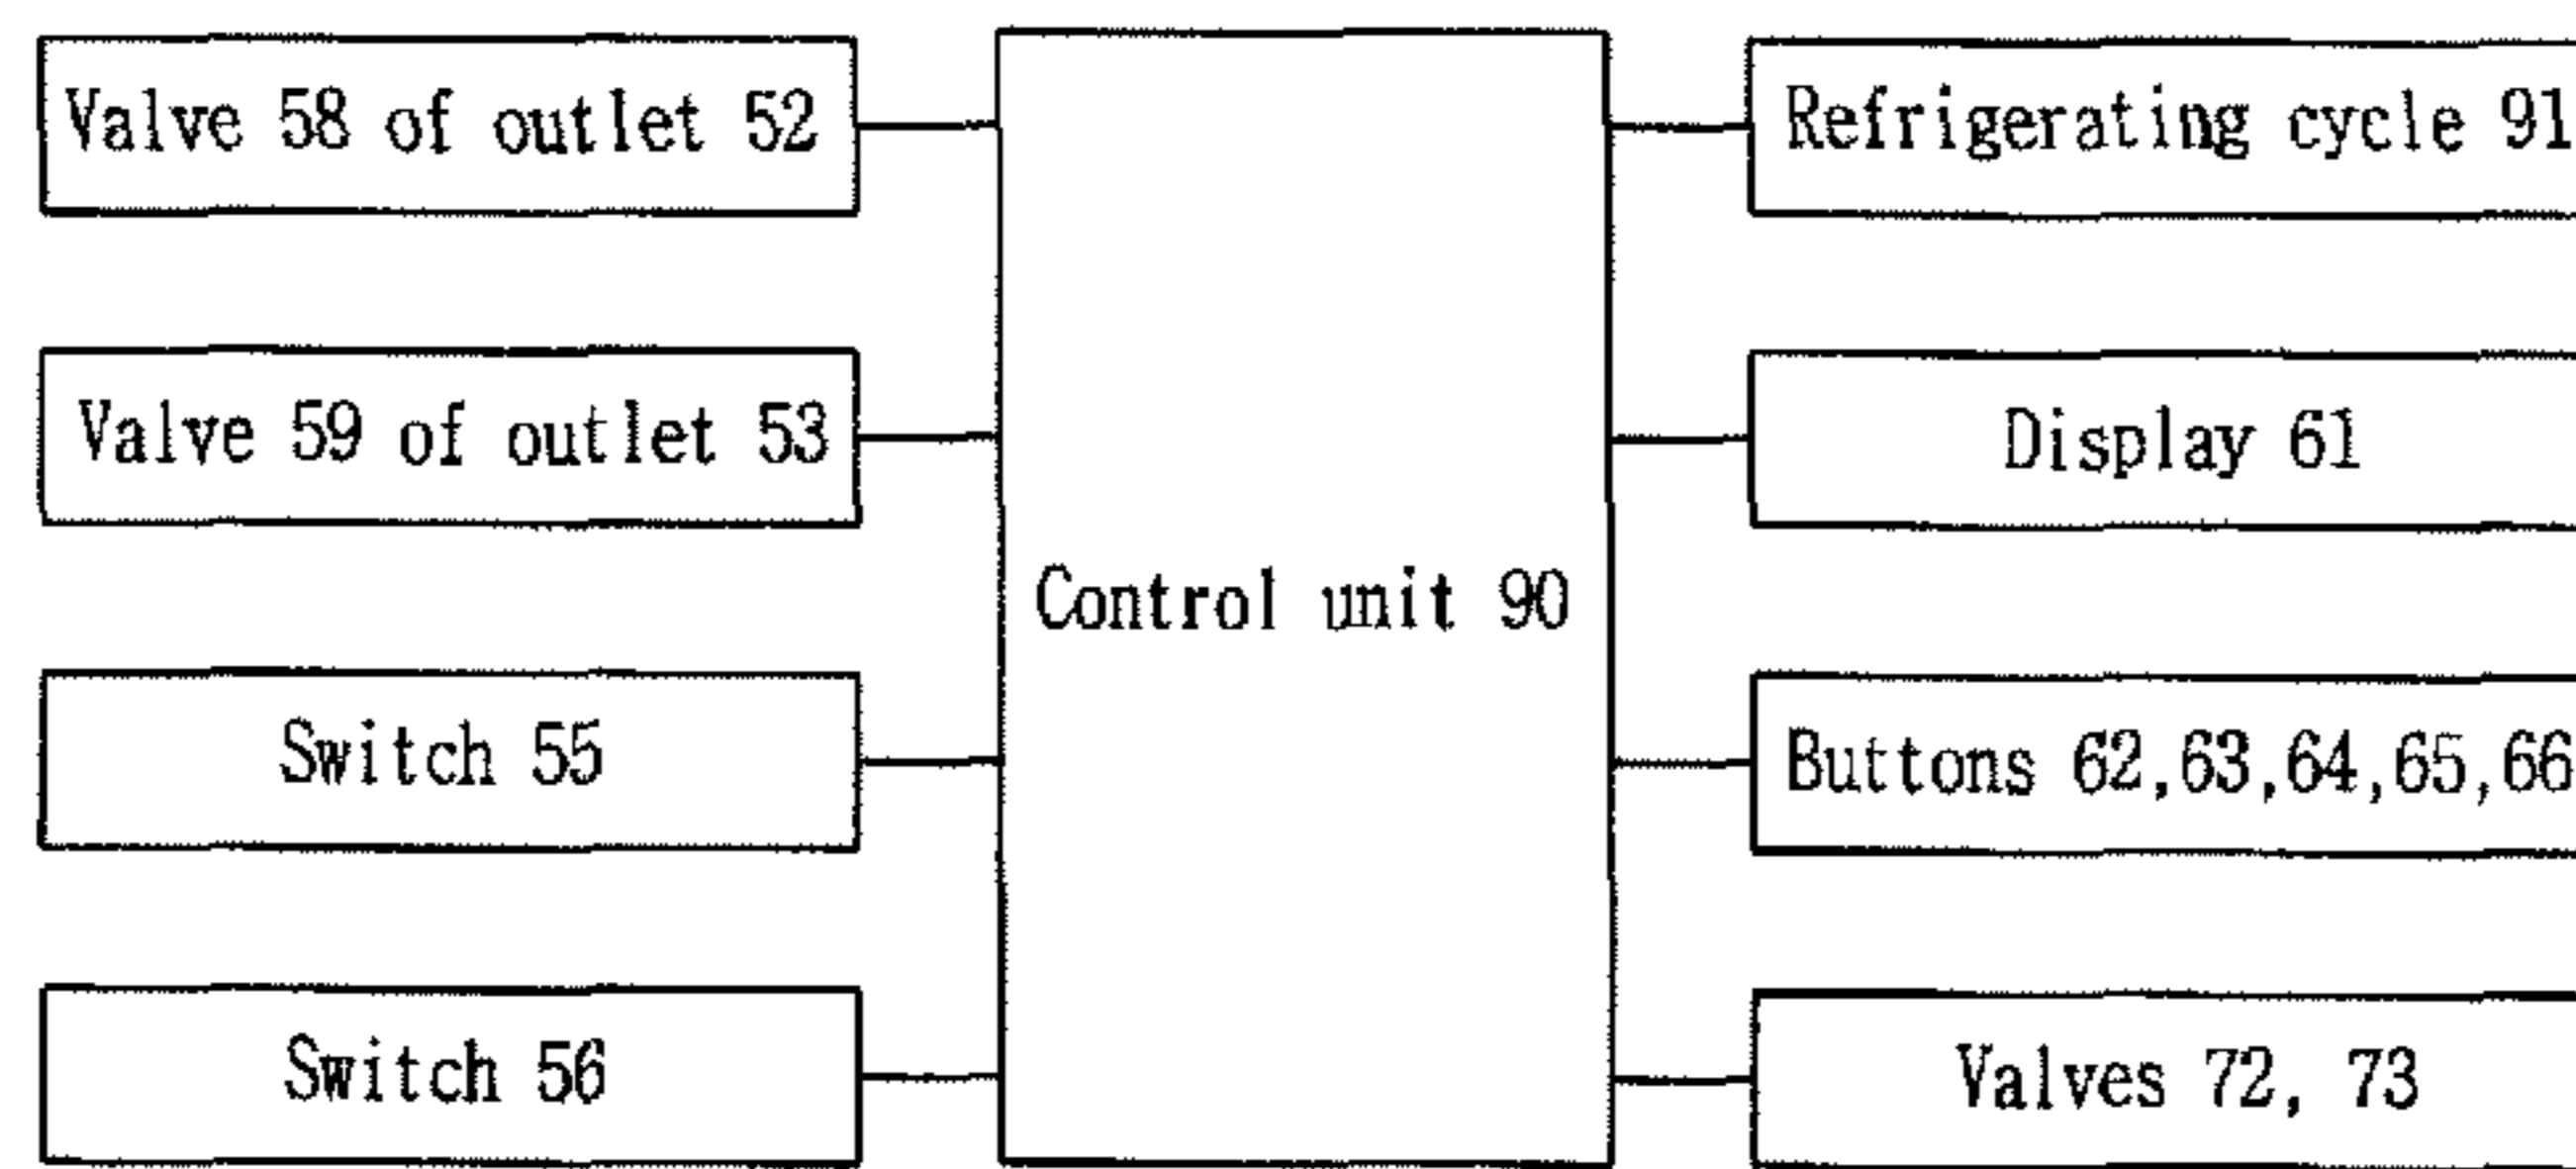 Valve 58 of outlet 52
Valve 59 of outlet 53
Switch 55
Switch 56
Control unit 90
Refrigerating cycle 91
Display 61
Buttons 62,63,64,65,66
Valves 72, 73